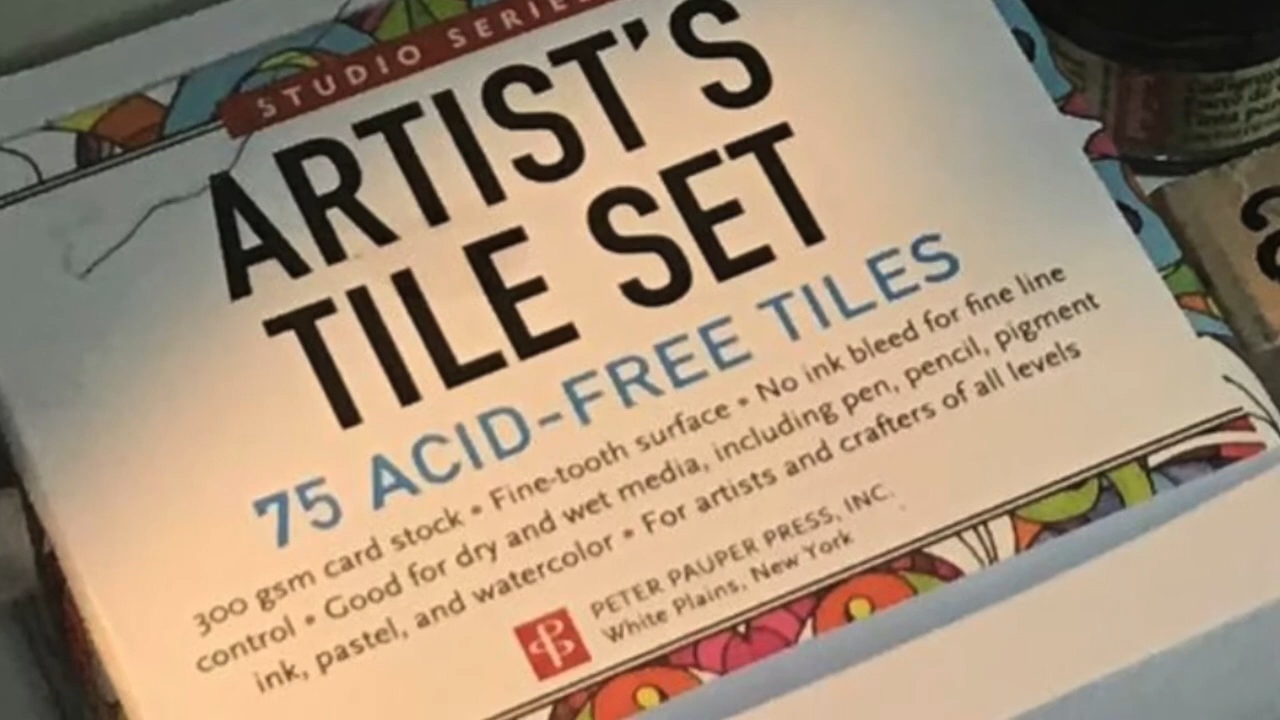 STUDIO SERIES
ARTIST'S
TILE SET
75 ACID-FREE TILES
300 gsm card stock • Fine-tooth surface • No ink bleed for fine line
control • Good for dry and wet media, including pen, pencil, pigment
ink, pastel, and watercolor • For artists and crafters of all levels
PETER PAUPER PRESS, INC.
White Plains, New York